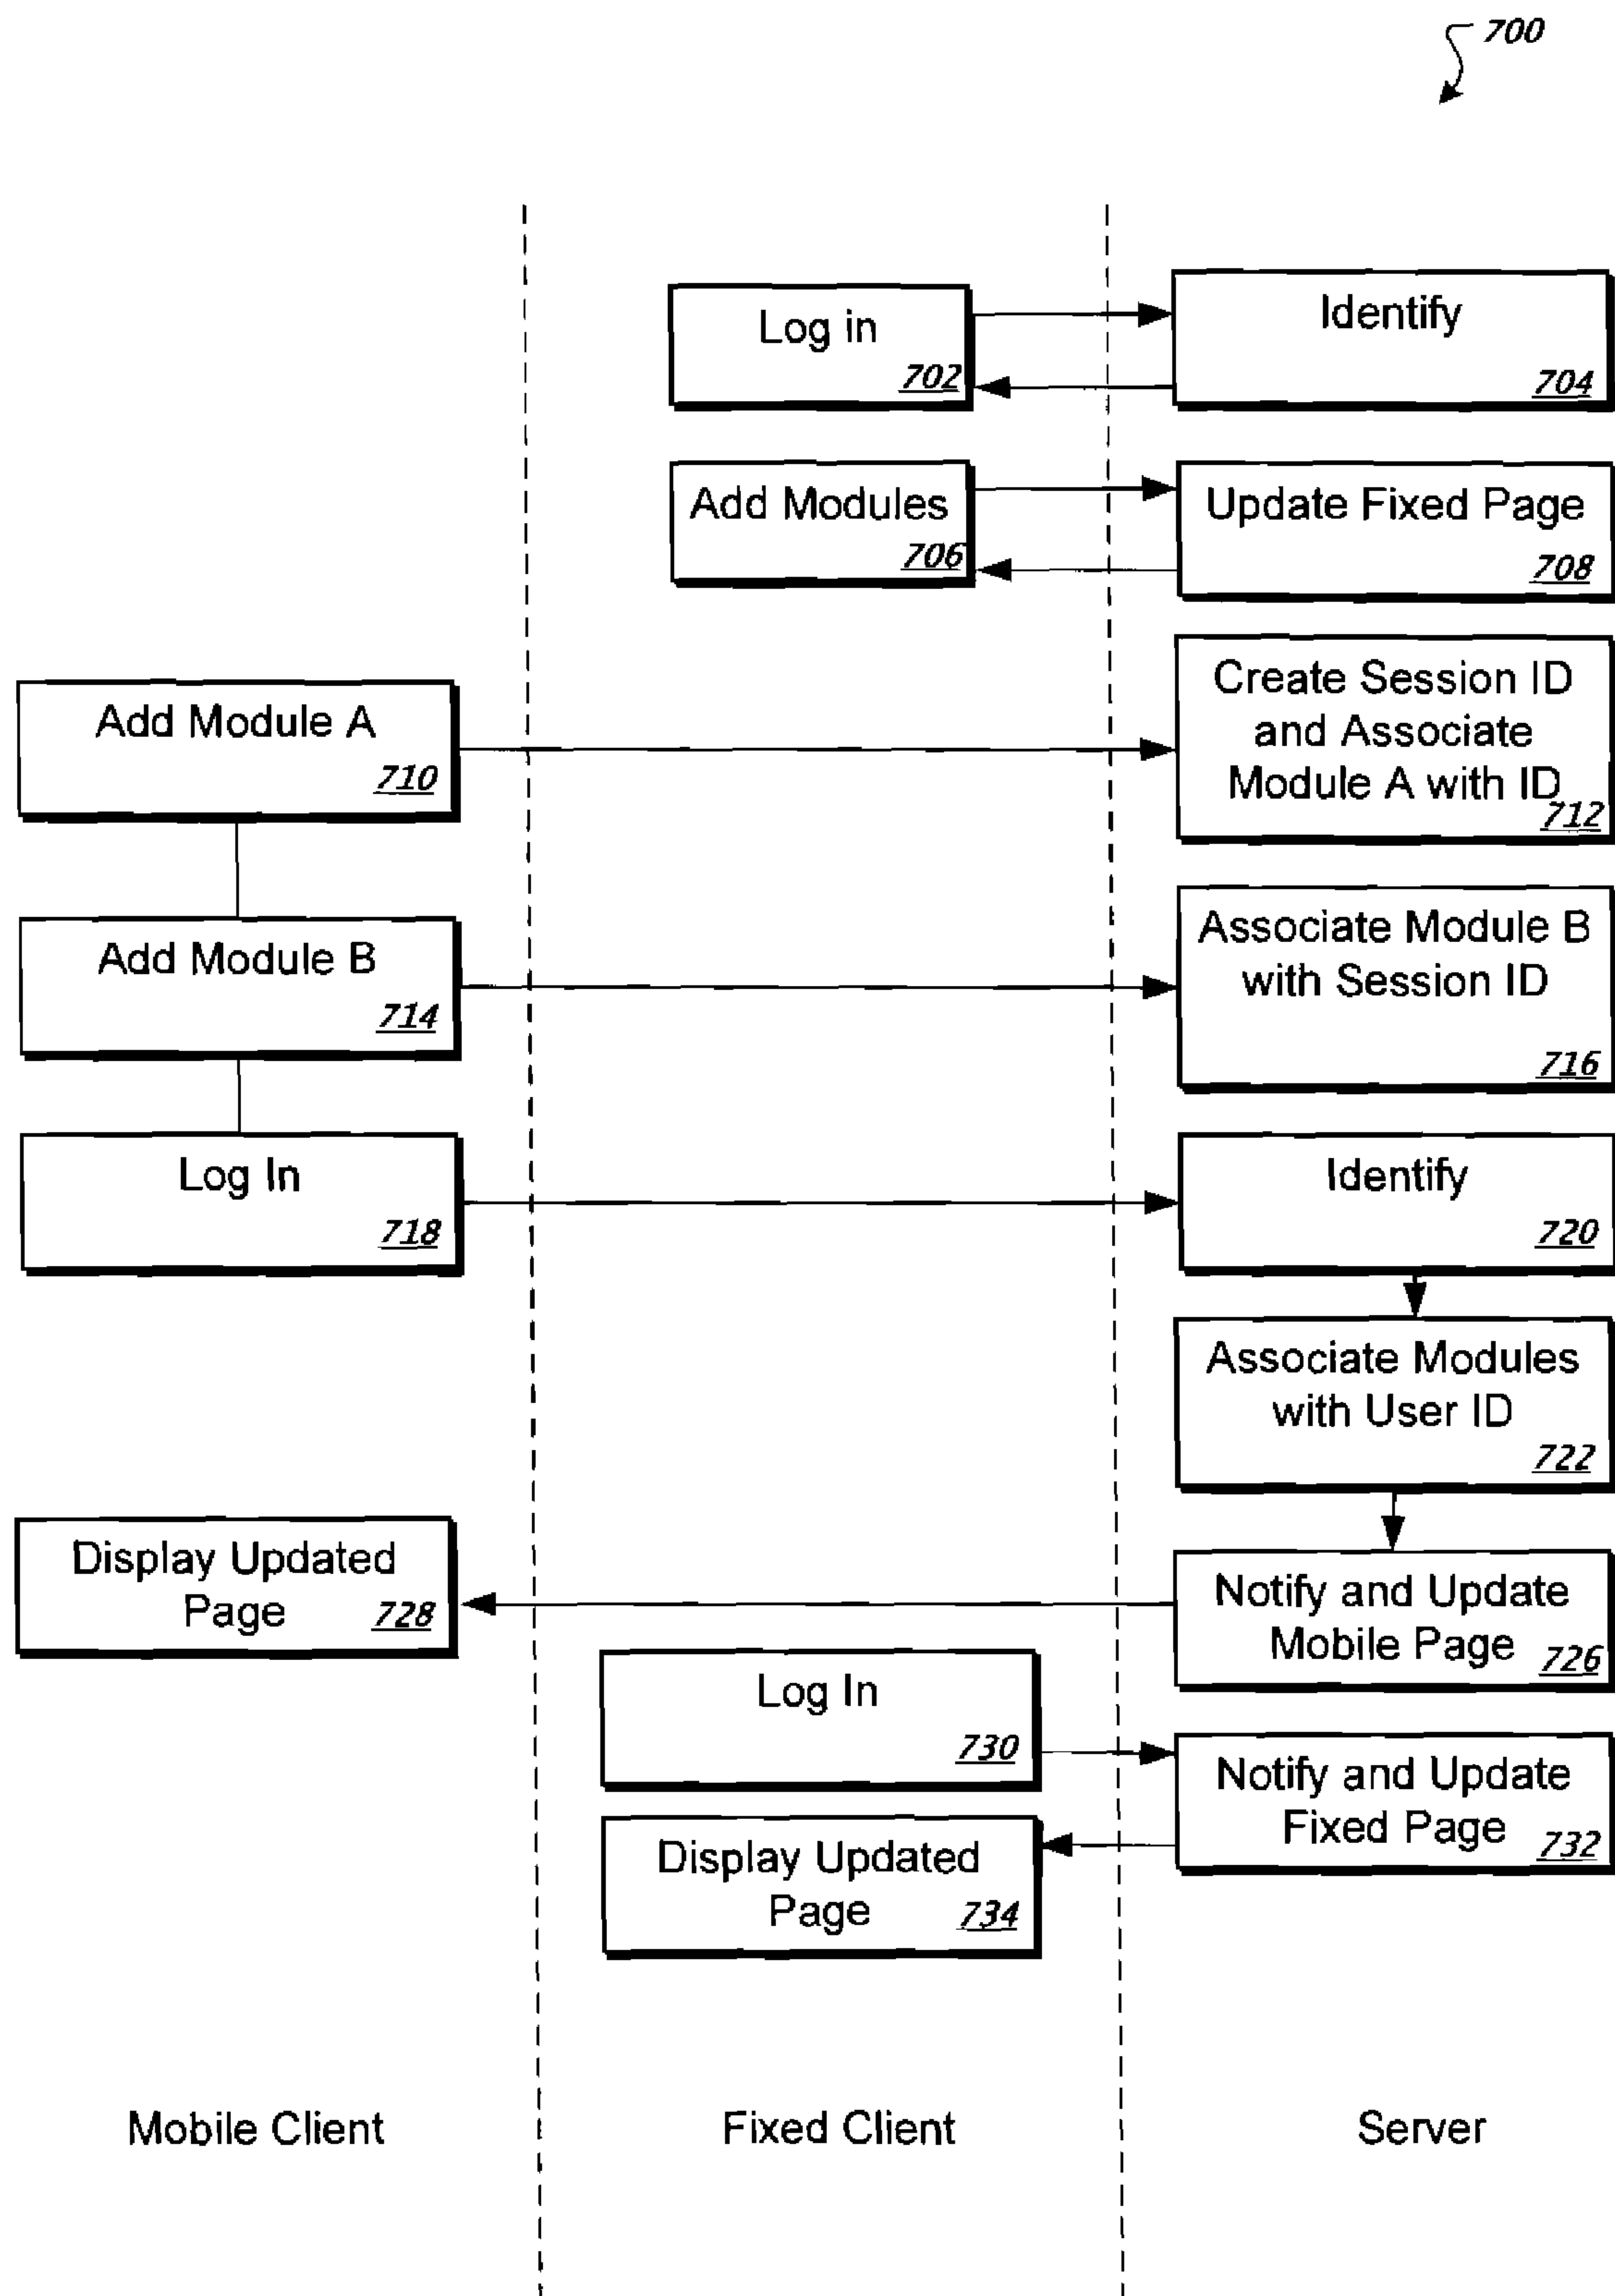 700
Log in
702
Identify
704
Add Modules
706
Update Fixed Page
708
Create Session ID
and Associate
Module A with ID
712
Add Module A
710
Associate Module B
with Session ID
716
Add Module B
714
Log In
718
Identify
720
Associate Modules
with User ID
722
Display Updated
Page 728
Notify and Update
Mobile Page 726
Log In
730
Notify and Update
Fixed Page 732
Display Updated
Page 734
Mobile Client
Fixed Client
Server